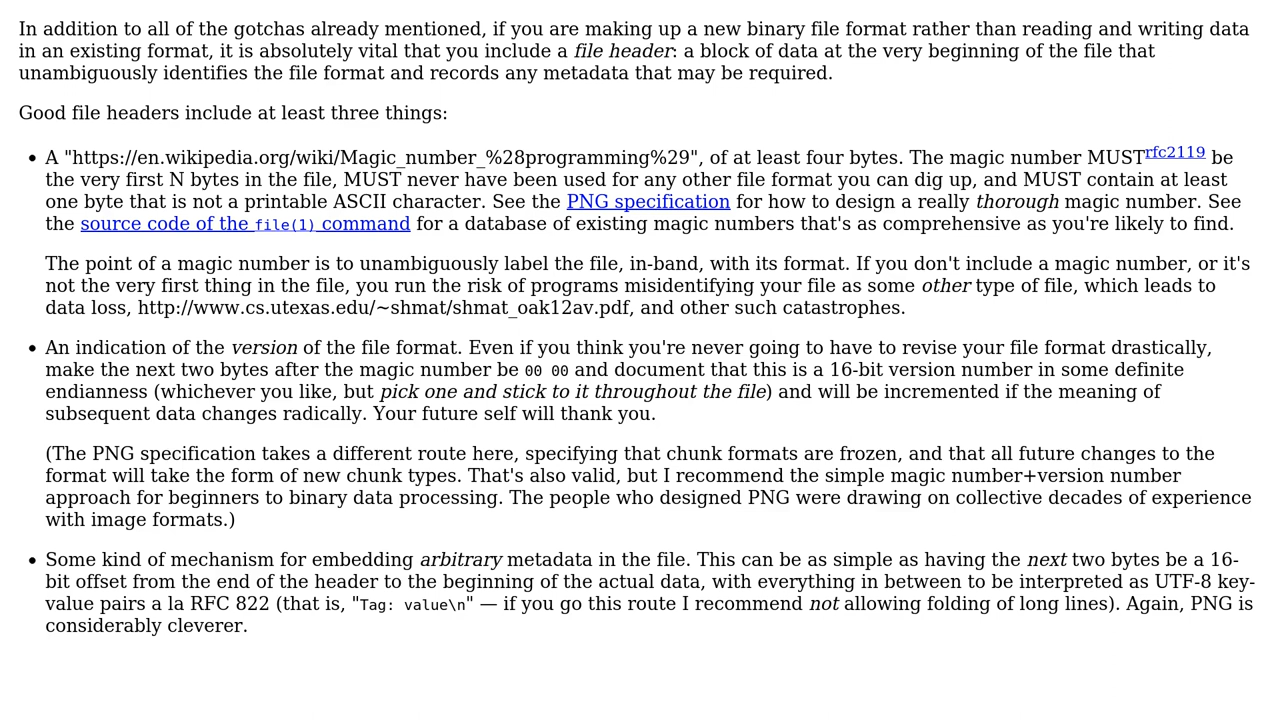 In addition to all of the gotchas already mentioned, if you are making up a new binary file format rather than reading and writing data
in an existing format, it is absolutely vital that you include a file header: a block of data at the very beginning of the file that
unambiguously identifies the file format and records any metadata that may be required.
Good file headers include at least three things:
• A "https://en.wikipedia.org/wiki/Magic_number_%28programming%29", of at least four bytes. The magic number MUSTrfc2119 be
the very first N bytes in the file, MUST never have been used for any other file format you can dig up, and MUST contain at least
one byte that is not a printable ASCII character. See the PNG specification for how to design a really thorough magic number. See
the source code of the file(1) command for a database of existing magic numbers that's as comprehensive as you're likely to find.
The point of a magic number is to unambiguously label the file, in-band, with its format. If you don't include a magic number, or it's
not the very first thing in the file, you run the risk of programs misidentifying your file as some other type of file, which leads to
data loss, http://www.cs.utexas.edu/~shmat/shmat_oak12av.pdf, and other such catastrophes.
• An indication of the version of the file format. Even if you think you're never going to have to revise your file format drastically,
make the next two bytes after the magic number be 00 00 and document that this is a 16-bit version number in some definite
endianness (whichever you like, but pick one and stick to it throughout the file) and will be incremented if the meaning of
subsequent data changes radically. Your future self will thank you.
(The PNG specification takes a different route here, specifying that chunk formats are frozen, and that all future changes to the
format will take the form of new chunk types. That's also valid, but I recommend the simple magic number+version number
approach for beginners to binary data processing. The people who designed PNG were drawing on collective decades of experience
with image formats.)
• Some kind of mechanism for embedding arbitrary metadata in the file. This can be as simple as having the next two bytes be a 16-
bit offset from the end of the header to the beginning of the actual data, with everything in between to be interpreted as UTF-8 key-
value pairs a la RFC 822 (that is, "Tag: value\n" — if you go this route I recommend not allowing folding of long lines). Again, PNG is
considerably cleverer.